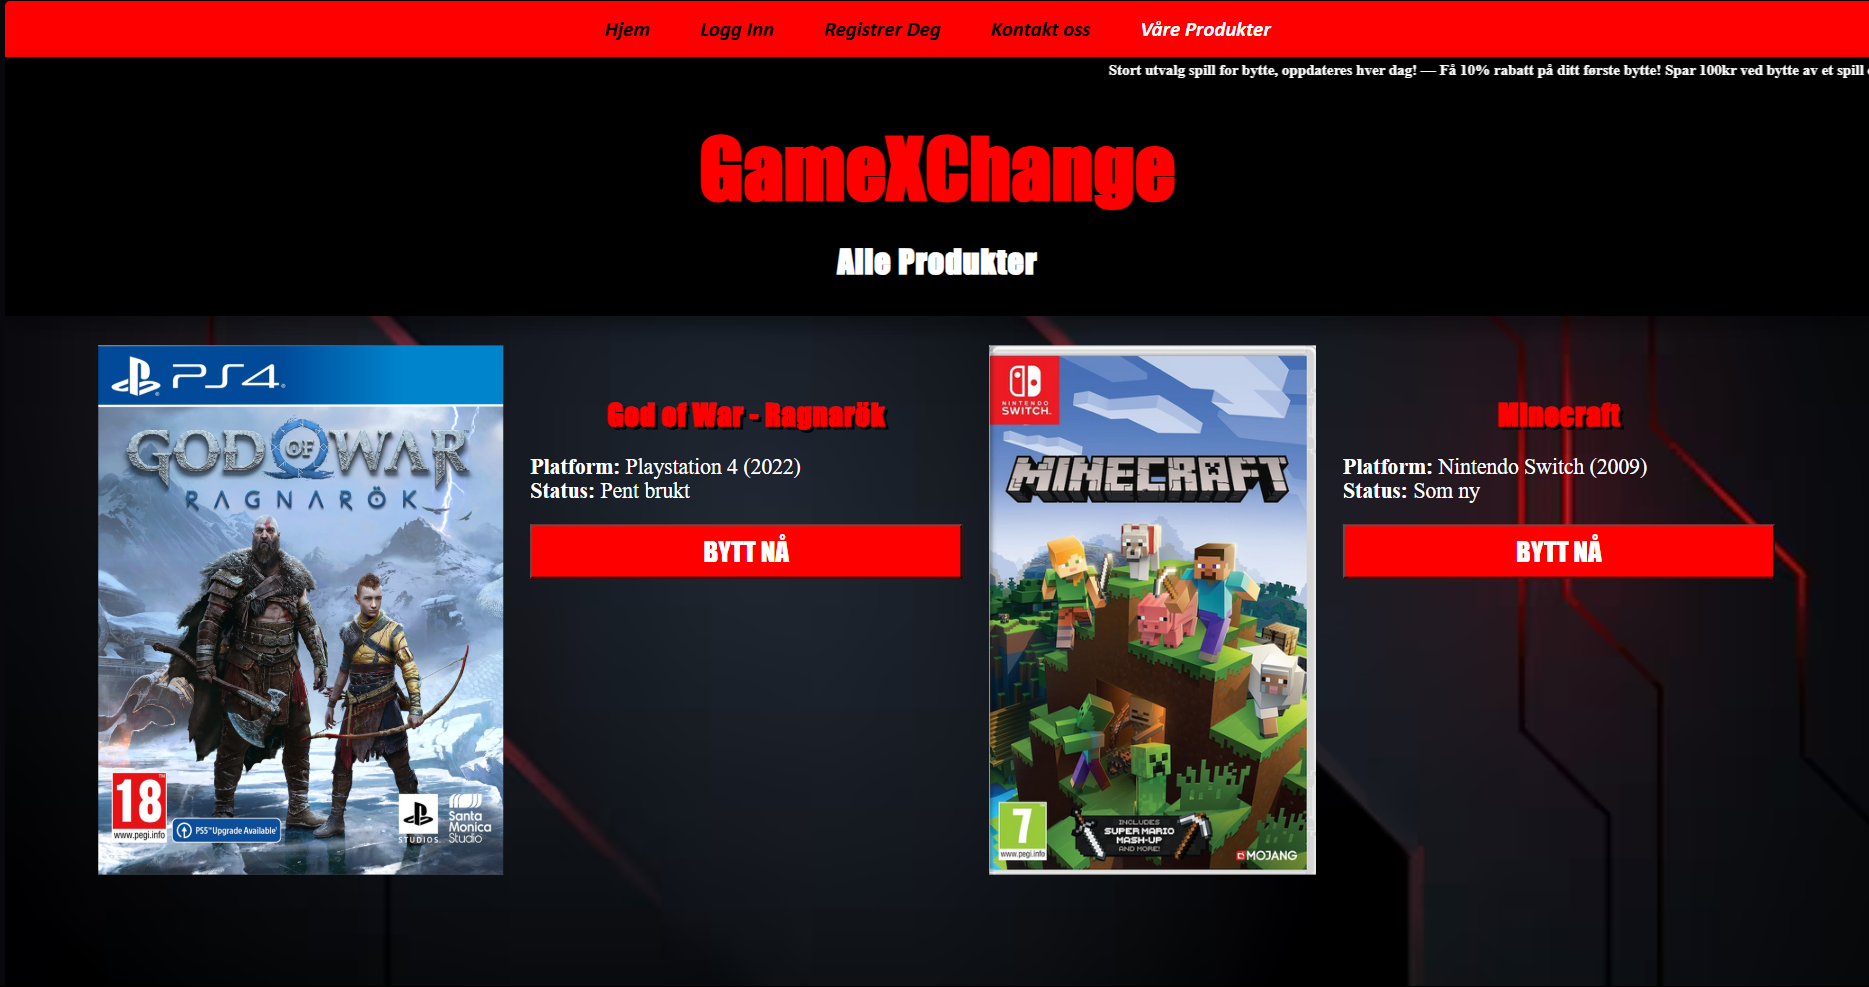 Hjem Logg Inn Registrer Deg Kontakt oss Våre Produkter
Stort utvalg spill for bytte, oppdateres hver dag! — Få 10% rabatt på ditt første bytte! Spar 100kr ved bytte av et spill
GameXChange
Alle Produkter
PS4
GOD OF WAR
RAGNARÖK
18
www.pegi.info
PS5 Upgrade Available
STUDIOS
Santa
Monica
Studio
God of War - Ragnarök
Platform: Playstation 4 (2022)
Status: Pent brukt
BYTT NÅ
NINTENDO
SWITCH
MINECRAFT
7
www.pegi.info
INCLUDES
SUPER MARIO
MASH-UP
AND MORE!
MOJANG
Minecraft
Platform: Nintendo Switch (2009)
Status: Som ny
BYTT NÅ